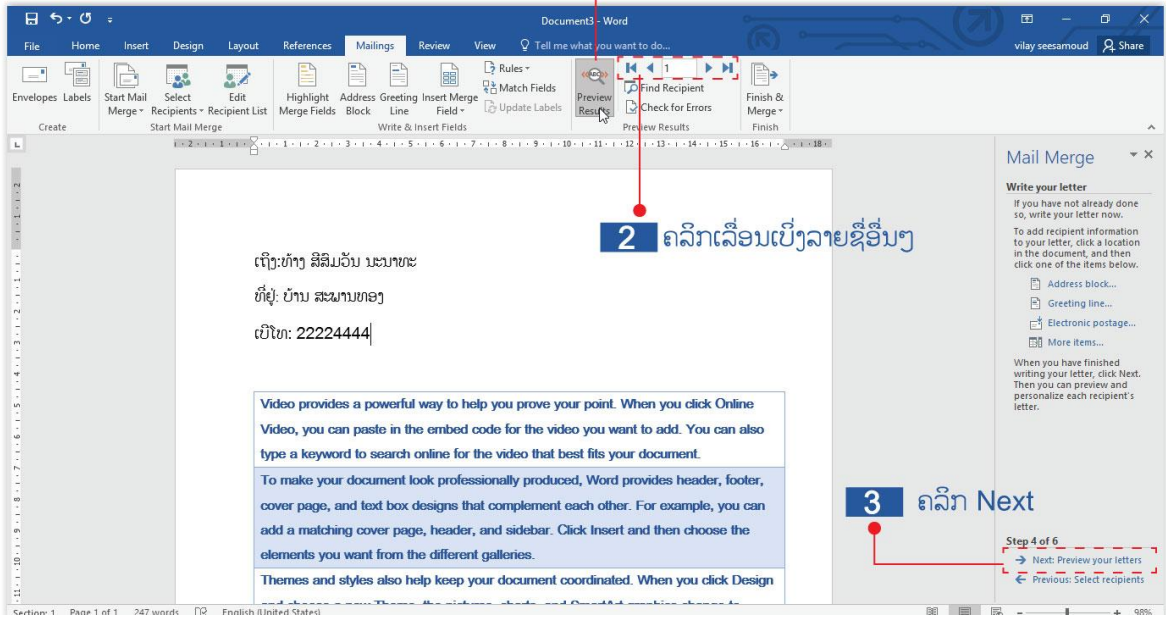 Document3 - Word
vilay seesamoud Share
File Home Insert Design Layout References Mailings Review View Tell me what you want to do...
Envelopes Labels
Create
Start Mail Merge
Select Recipients
Edit Recipient List
Start Mail Merge
Highlight Merge Fields
Address Block
Greeting Line
Insert Merge Field
Rules
Match Fields
Update Labels
Write & Insert Fields
Preview Results
1
Find Recipient
Check for Errors
Preview Results
Finish & Merge
Finish
2 ຄລິກເລື່ອນເບິ່ງລາຍຊື່ອື່ນໆ
ເຖິງ:ທ້າງ ສີສົມວັນ ນະນາທະ
ທີ່ຢູ່: ບ້ານ ສະພານທອງ
ເບີໂທ: 22224444
Video provides a powerful way to help you prove your point. When you click Online
Video, you can paste in the embed code for the video you want to add. You can also
type a keyword to search online for the video that best fits your document.
To make your document look professionally produced, Word provides header, footer,
cover page, and text box designs that complement each other. For example, you can
add a matching cover page, header, and sidebar. Click Insert and then choose the
elements you want from the different galleries.
Themes and styles also help keep your document coordinated. When you click Design
and choose a new Theme, the pictures, charts, and SmartArt graphics change to
Mail Merge
Write your letter
If you have not already done
so, write your letter now.
To add recipient information
to your letter, click a location
in the document, and then
click one of the items below.
Address block...
Greeting line...
Electronic postage...
More items...
When you have finished
writing your letter, click Next.
Then you can preview and
personalize each recipient's
letter.
3 ຄລິກ Next
Step 4 of 6
Next: Preview your letters
Previous: Select recipients
Section: 1 Page 1 of 1 247 words English (United States) 98%